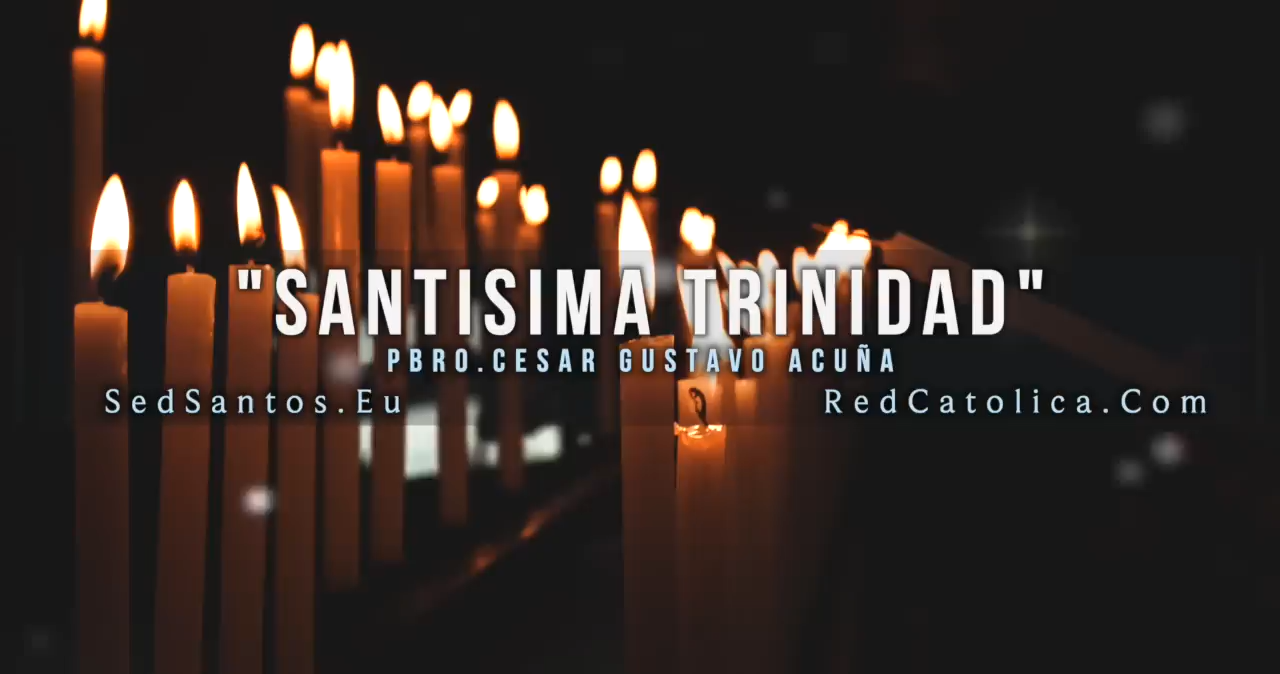 "SANTISIMA TRINIDAD"
PBRO.CESAR GUSTAVO ACUÑA
SedSantos.Eu
RedCatolica.Com